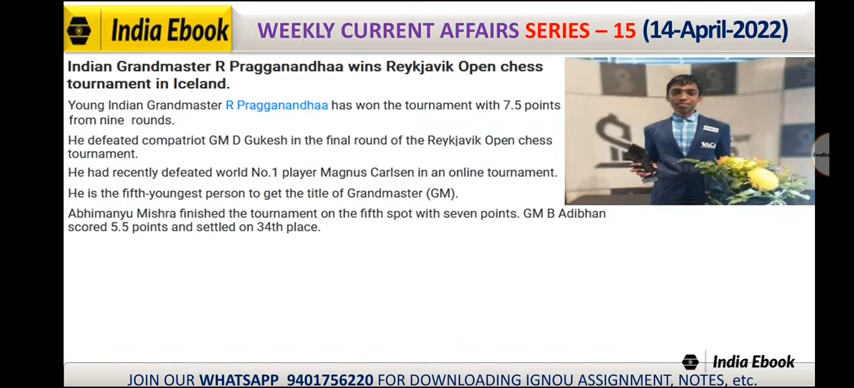 India Ebook
WEEKLY CURRENT AFFAIRS SERIES – 15 (14-April-2022)
Indian Grandmaster R Pragganandhaa wins Reykjavik Open chess
tournament in Iceland.
Young Indian Grandmaster R Pragganandhaa has won the tournament with 7.5 points
from nine rounds.
He defeated compatriot GM D Gukesh in the final round of the Reykjavik Open chess
tournament.
He had recently defeated world No.1 player Magnus Carlsen in an online tournament.
He is the fifth-youngest person to get the title of Grandmaster (GM).
Abhimanyu Mishra finished the tournament on the fifth spot with seven points. GM B Adibhan
scored 5.5 points and settled on 34th place.
India
India Ebook
JOIN OUR WHATSAPP 9401756220 FOR DOWNLOADING IGNOU ASSIGNMENT, NOTES, etc.